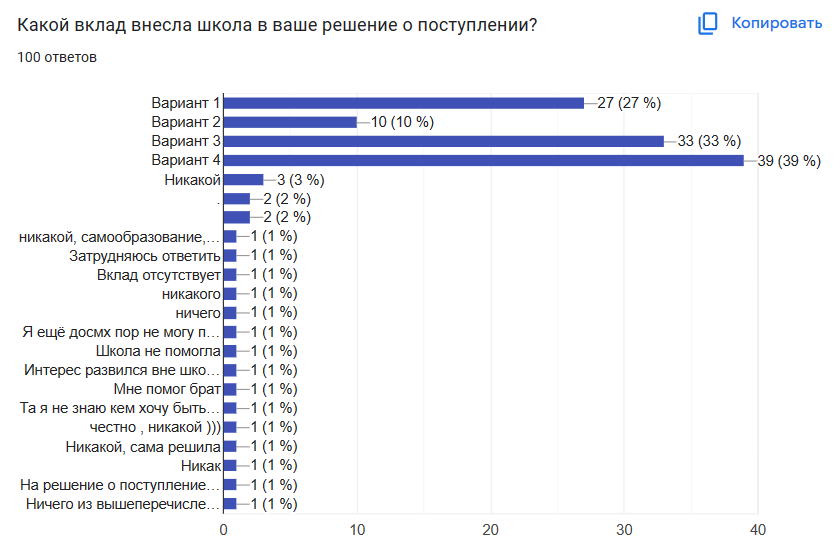 Какой вклад внесла школа в ваше решение о поступлении?
Копировать
100 ответов
Вариант 1 27 (27 %)
Вариант 2 10 (10 %)
Вариант 3 33 (33 %)
Вариант 4 39 (39 %)
Никакой 3 (3 %)
. 2 (2 %)
2 (2 %)
никакой, самообразование,... 1 (1 %)
Затрудняюсь ответить 1 (1 %)
Вклад отсутствует 1 (1 %)
никакого 1 (1 %)
ничего 1 (1 %)
Я ещё досмх пор не могу п... 1 (1 %)
Школа не помогла 1 (1 %)
Интерес развился вне шко... 1 (1 %)
Мне помог брат 1 (1 %)
Та я не знаю кем хочу быть... 1 (1 %)
честно , никакой ))) 1 (1 %)
Никакой, сама решила 1 (1 %)
Никак 1 (1 %)
На решение о поступление... 1 (1 %)
Ничего из вышеперечисле... 1 (1 %)
0 10 20 30 40